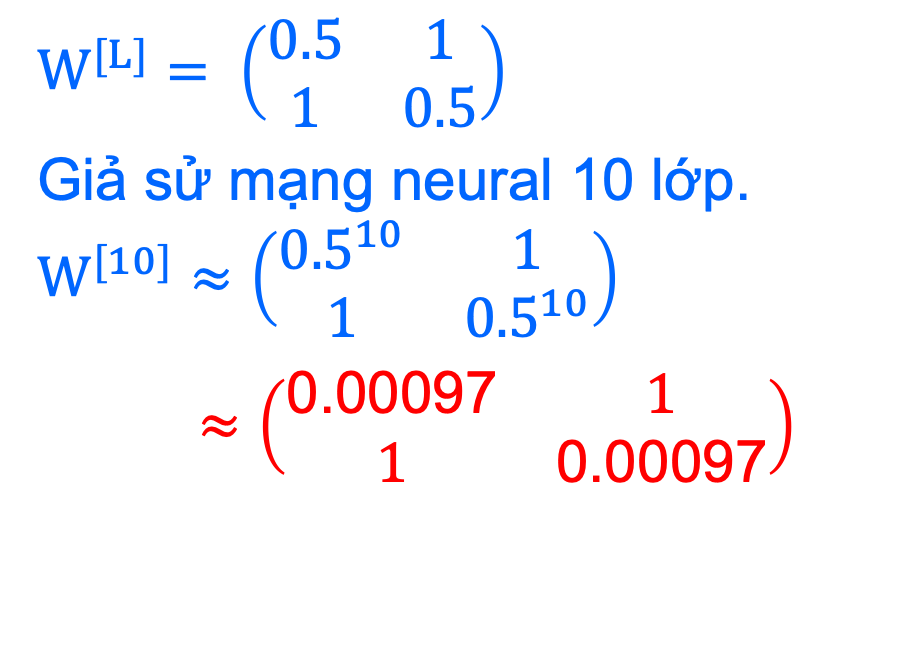 W^[L] = (0.5 1
1 0.5)
Giả sử mạng neural 10 lớp.
W^[10] ≈ (0.5^10 1
1 0.5^10)
≈ (0.00097 1
1 0.00097)